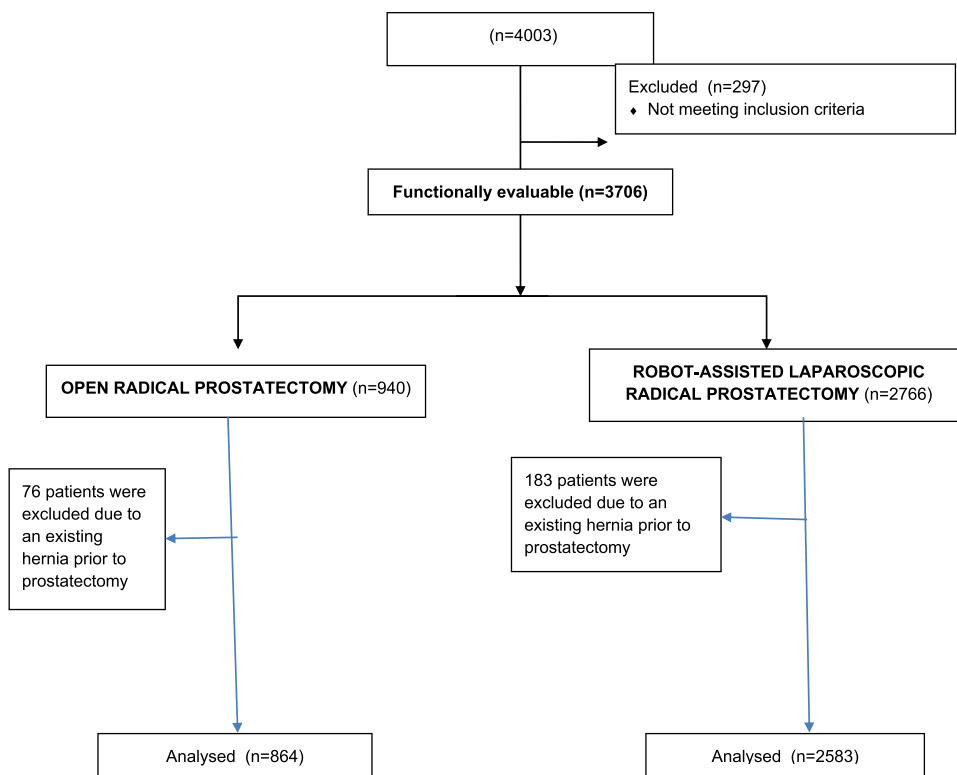 (n=4003)
Excluded (n=297)
♦ Not meeting inclusion criteria
Functionally evaluable (n=3706)
OPEN RADICAL PROSTATECTOMY (n=940)
ROBOT-ASSISTED LAPAROSCOPIC
RADICAL PROSTATECTOMY (n=2766)
76 patients were
excluded due to
an existing
hernia prior to
prostatectomy
183 patients were
excluded due to an
existing hernia prior to
prostatectomy
Analysed (n=864)
Analysed (n=2583)